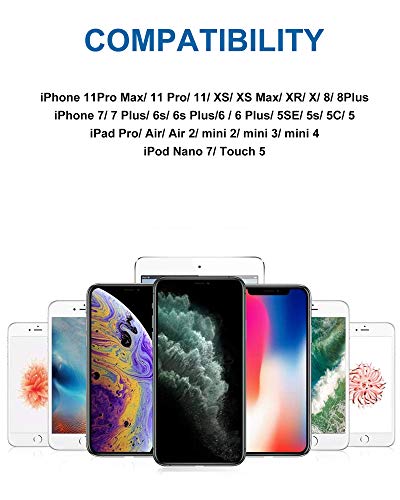 COMPATIBILITY
iPhone 11Pro Max/ 11 Pro/ 11/ XS/ XS Max/ XR/ X/ 8/ 8Plus
iPhone 7/ 7 Plus/ 6s/ 6s Plus/6 / 6 Plus/ 5SE/ 5s/ 5C/ 5
iPad Pro/ Air/ Air 2/ mini 2/ mini 3/ mini 4
iPod Nano 7/ Touch 5